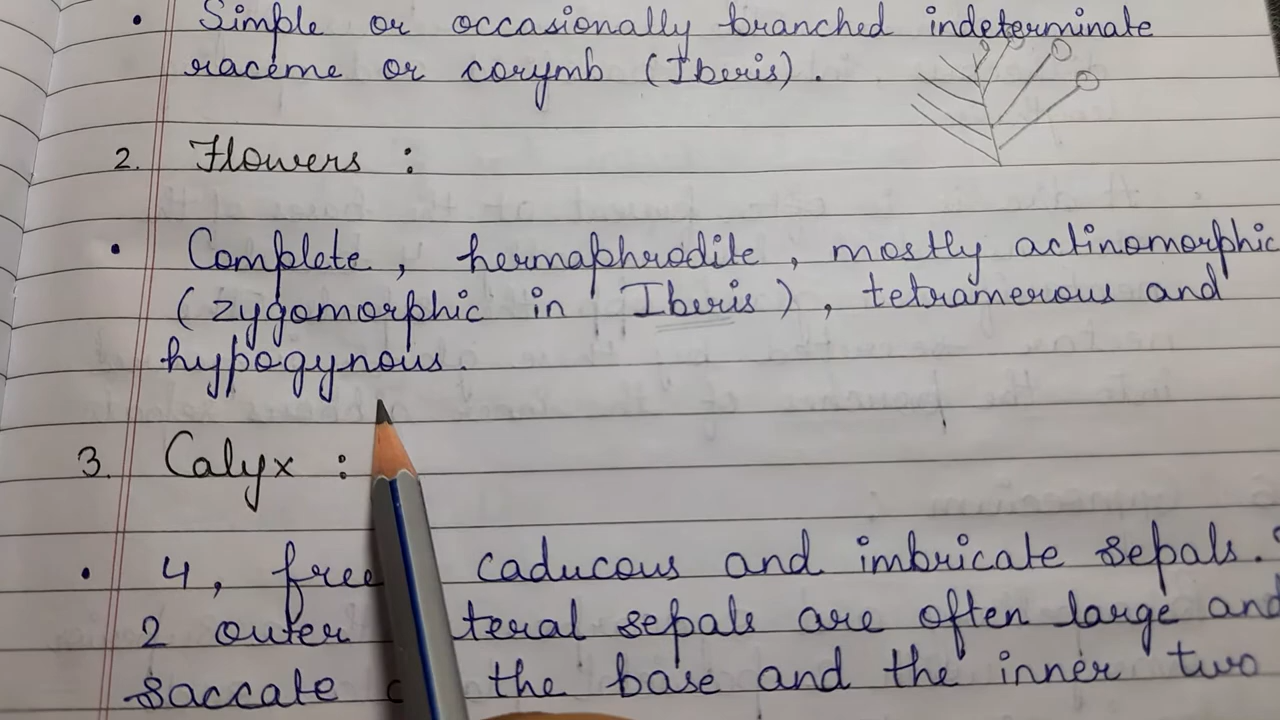 • Simple or occasionally branched indeterminate
raceme or corymb (Iberis).
2. Flowers :
• Complete, hermaphrodite, mostly actinomorphic
(zygomorphic in Iberis), tetramerous and
hypogynous.
3. Calyx :
• 4, free caducous and imbricate sepals.
2 outer teral sepals are often large and
saccate the base and the inner two